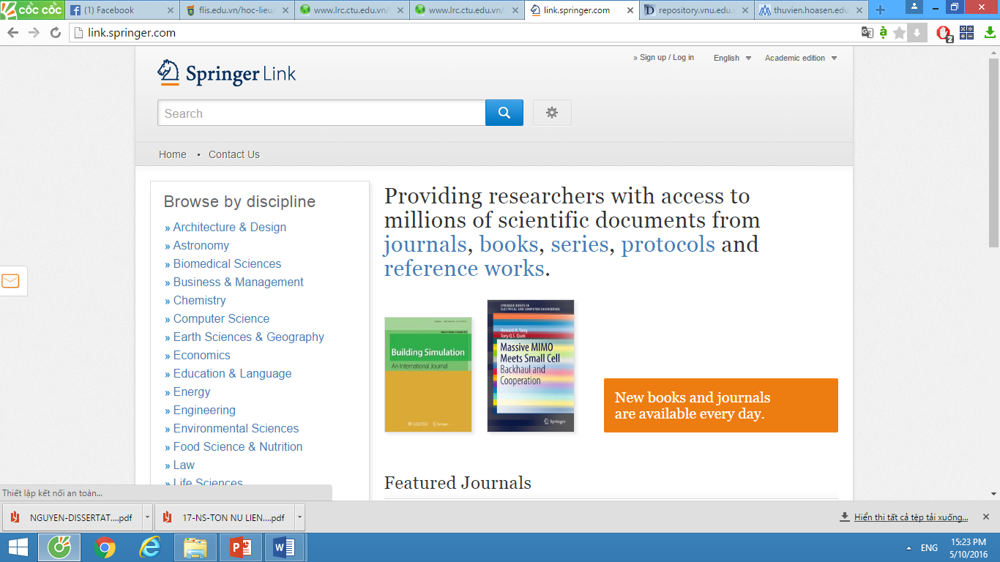 CỐC CỐC
(1) Facebook
flis.edu.vn/hoc-lieu/
www.lrc.ctu.edu.vn/
www.lrc.ctu.edu.vn/
link.springer.com
repository.vnu.edu.v
thuvien.hoasen.edu
link.springer.com
2
» Sign up / Log in
English
Academic edition
Springer Link
Search
Home • Contact Us
Browse by discipline
» Architecture & Design
» Astronomy
» Biomedical Sciences
» Business & Management
» Chemistry
» Computer Science
» Earth Sciences & Geography
» Economics
» Education & Language
» Energy
» Engineering
» Environmental Sciences
» Food Science & Nutrition
» Law
» Life Sciences
Providing researchers with access to
millions of scientific documents from
journals, books, series, protocols and
reference works.
Building Simulation
An International Journal
SPRINGER BRIEFS IN
ELECTRICAL AND COMPUTER ENGINEERING
Howard H. Yang
Tony Q.S. Quek
Massive MIMO
Meets Small Cell
Backhaul and
Cooperation
Springer
New books and journals
are available every day.
Featured Journals
Thiết lập kết nối an toàn...
NGUYEN-DISSERTAT....pdf
17-NS-TON NU LIEN....pdf
Hiển thị tất cả tệp tải xuống...
ENG
15:23 PM
5/10/2016